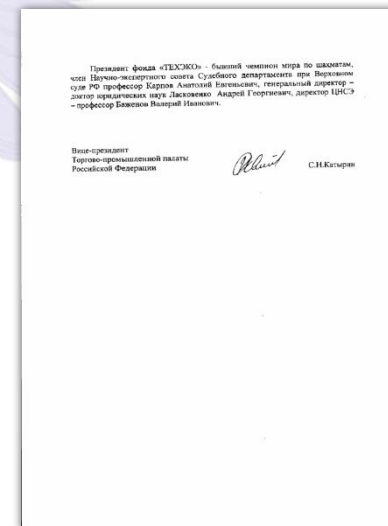 Президент фонда «ТЕХЭКО» - бывший чемпион мира по шахматам,
член Научно-экспертного совета Судебного департамента при Верховном
суде РФ профессор Карпов Анатолий Евгеньевич, генеральный директор –
доктор юридических наук Ласковенко Андрей Георгиевич, директор ЦНСЭ
– профессор Баженов Валерий Иванович.
Вице-президент
Торгово-промышленной палаты
Российской Федерации
С.Н.Катырин